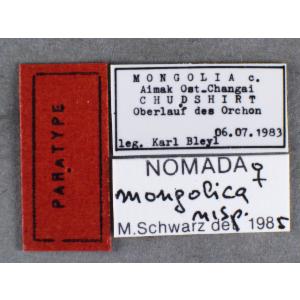 PARATYPE
MONGOLIA c.
Aimak Ost-Changai
CHUDSHIRT
Oberlauf des Orchon
06.07.1983
leg. Karl Bleyl
NOMADA ♀
mongolica
nsp.
M.Schwarz det 1985